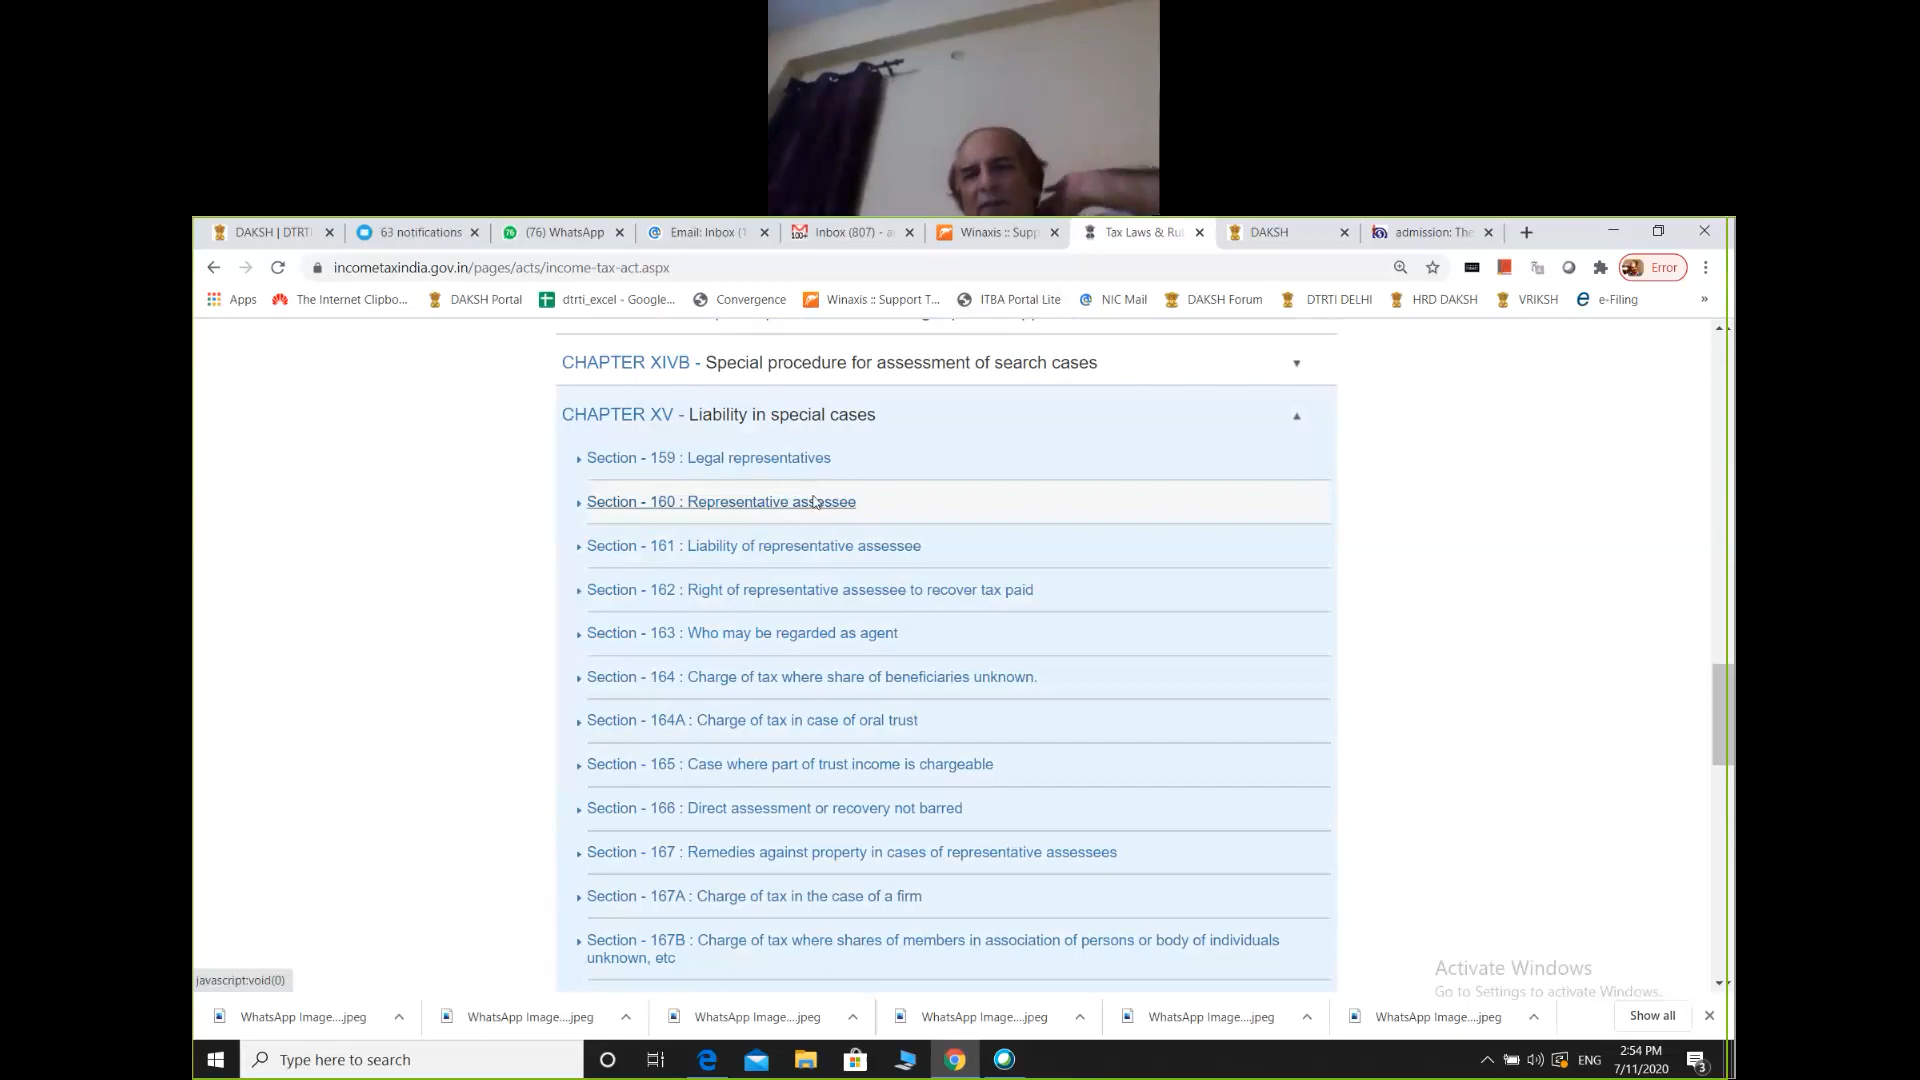 DAKSH | DTRTI
63 notifications
(76) WhatsApp
Email: Inbox (1
Inbox (807) - a
Winaxis :: Supp
Tax Laws & Rul
DAKSH
admission: The
incometaxindia.gov.in/pages/acts/income-tax-act.aspx
Error
Apps
The Internet Clipbo...
DAKSH Portal
dtrti_excel - Google...
Convergence
Winaxis :: Support T...
ITBA Portal Lite
NIC Mail
DAKSH Forum
DTRTI DELHI
HRD DAKSH
VRIKSH
e-Filing
»
CHAPTER XIVB - Special procedure for assessment of search cases
CHAPTER XV - Liability in special cases
Section - 159 : Legal representatives
Section - 160 : Representative assessee
Section - 161 : Liability of representative assessee
Section - 162 : Right of representative assessee to recover tax paid
Section - 163 : Who may be regarded as agent
Section - 164 : Charge of tax where share of beneficiaries unknown.
Section - 164A : Charge of tax in case of oral trust
Section - 165 : Case where part of trust income is chargeable
Section - 166 : Direct assessment or recovery not barred
Section - 167 : Remedies against property in cases of representative assessees
Section - 167A : Charge of tax in the case of a firm
Section - 167B : Charge of tax where shares of members in association of persons or body of individuals
unknown, etc
Activate Windows
Go to Settings to activate Windows.
javascript:void(0)
WhatsApp Image....jpeg
WhatsApp Image....jpeg
WhatsApp Image....jpeg
WhatsApp Image....jpeg
WhatsApp Image....jpeg
WhatsApp Image....jpeg
Show all
Type here to search
ENG
2:54 PM
7/11/2020
3